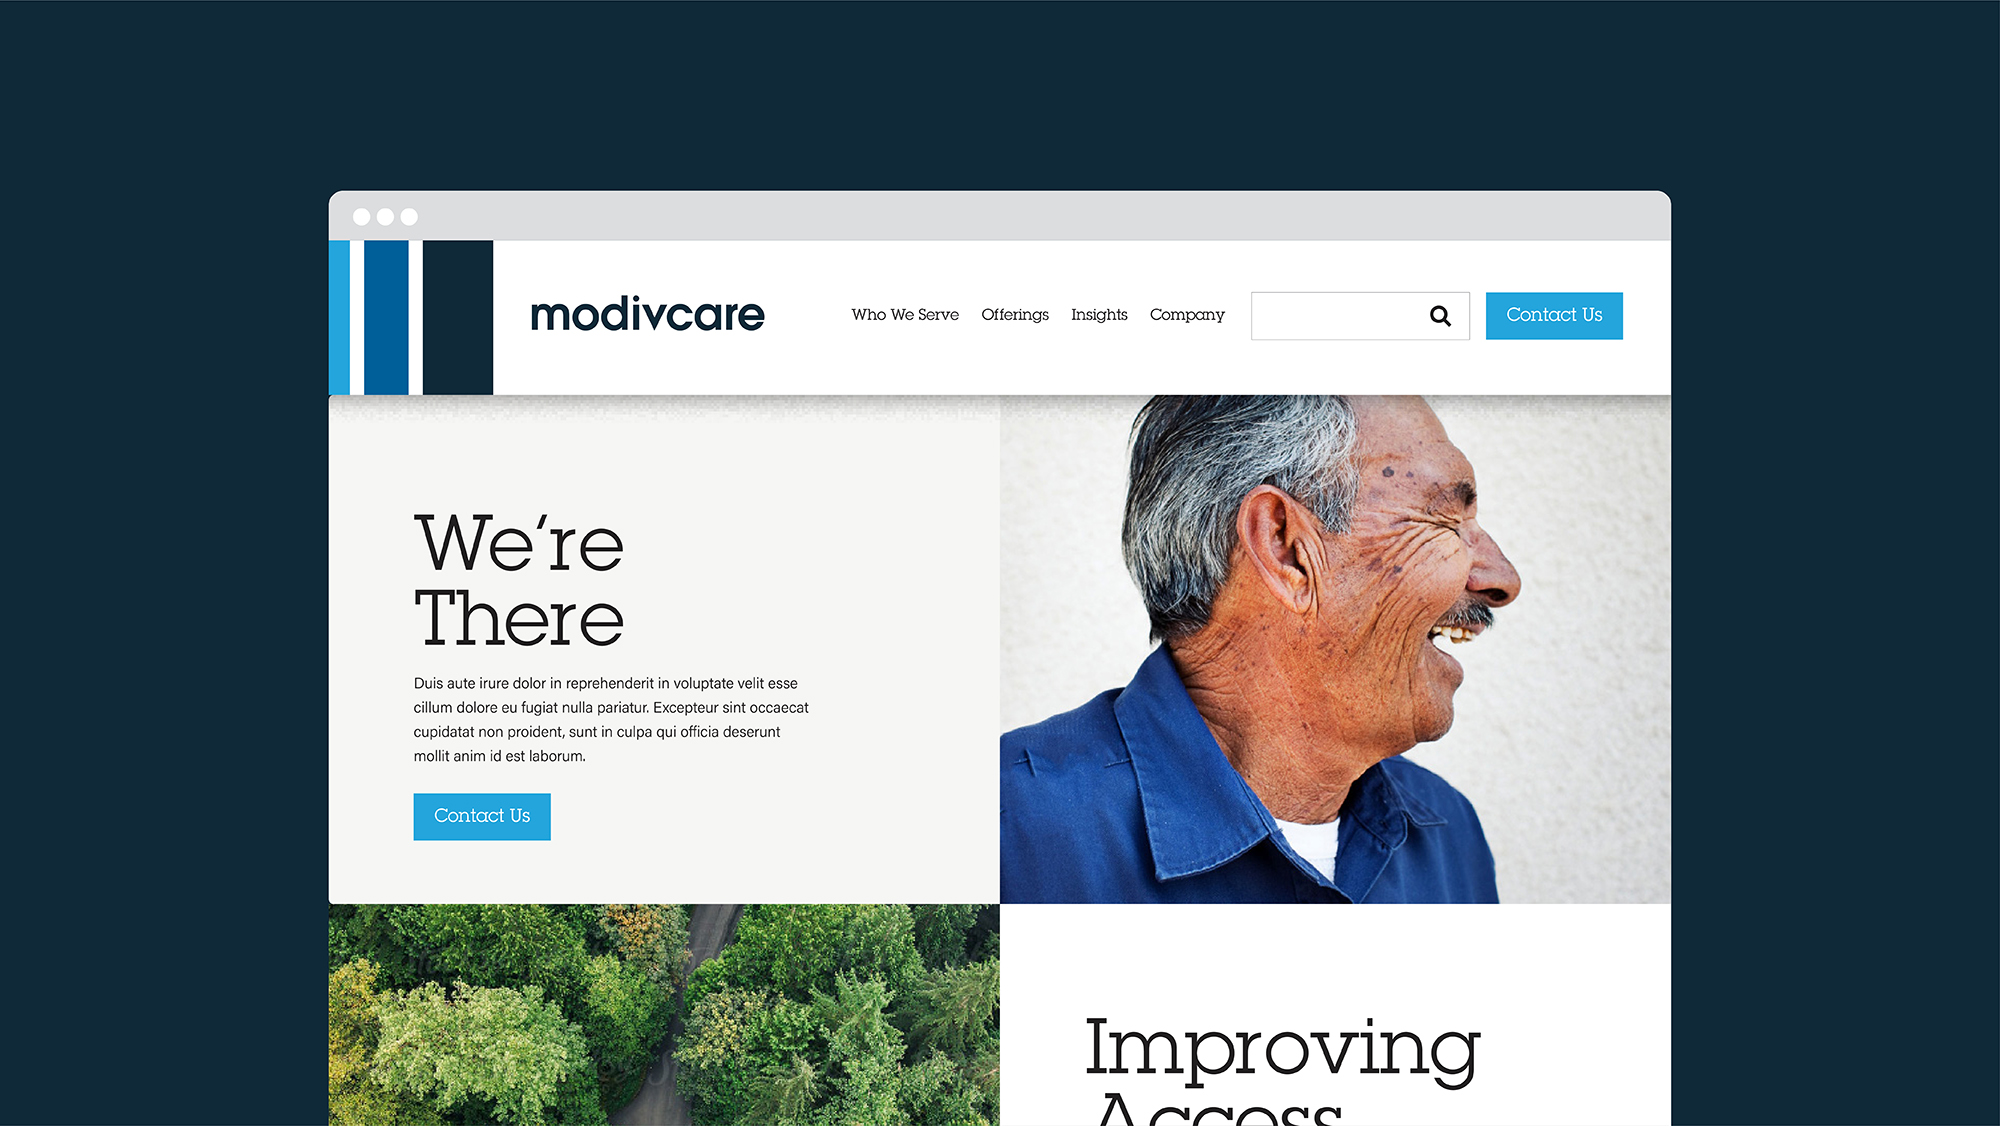 modivcare
Who We Serve Offerings Insights Company
Contact Us
We’re
There
Duis aute irure dolor in reprehenderit in voluptate velit esse
cillum dolore eu fugiat nulla pariatur. Excepteur sint occaecat
cupidatat non proident, sunt in culpa qui officia deserunt
mollit anim id est laborum.
Contact Us
Improving
Access